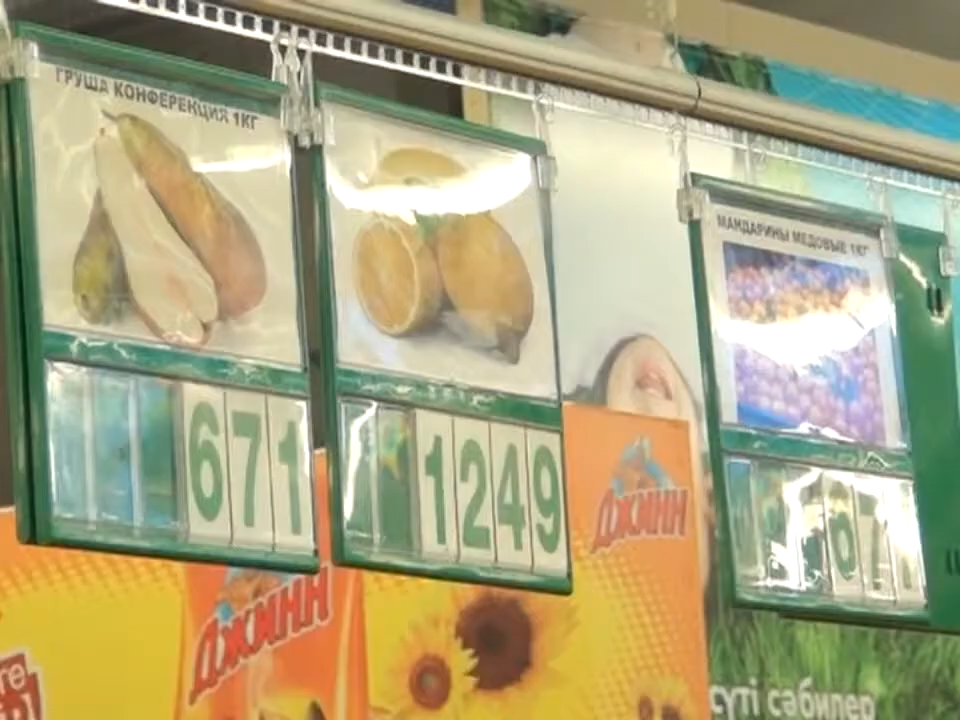 ГРУША КОНФЕРЕНЦИЯ 1КГ
671
1249
МАНДАРИНЫ МЕДОВЫЕ 1КГ
Джинн
Джинн
сүті сәбилер